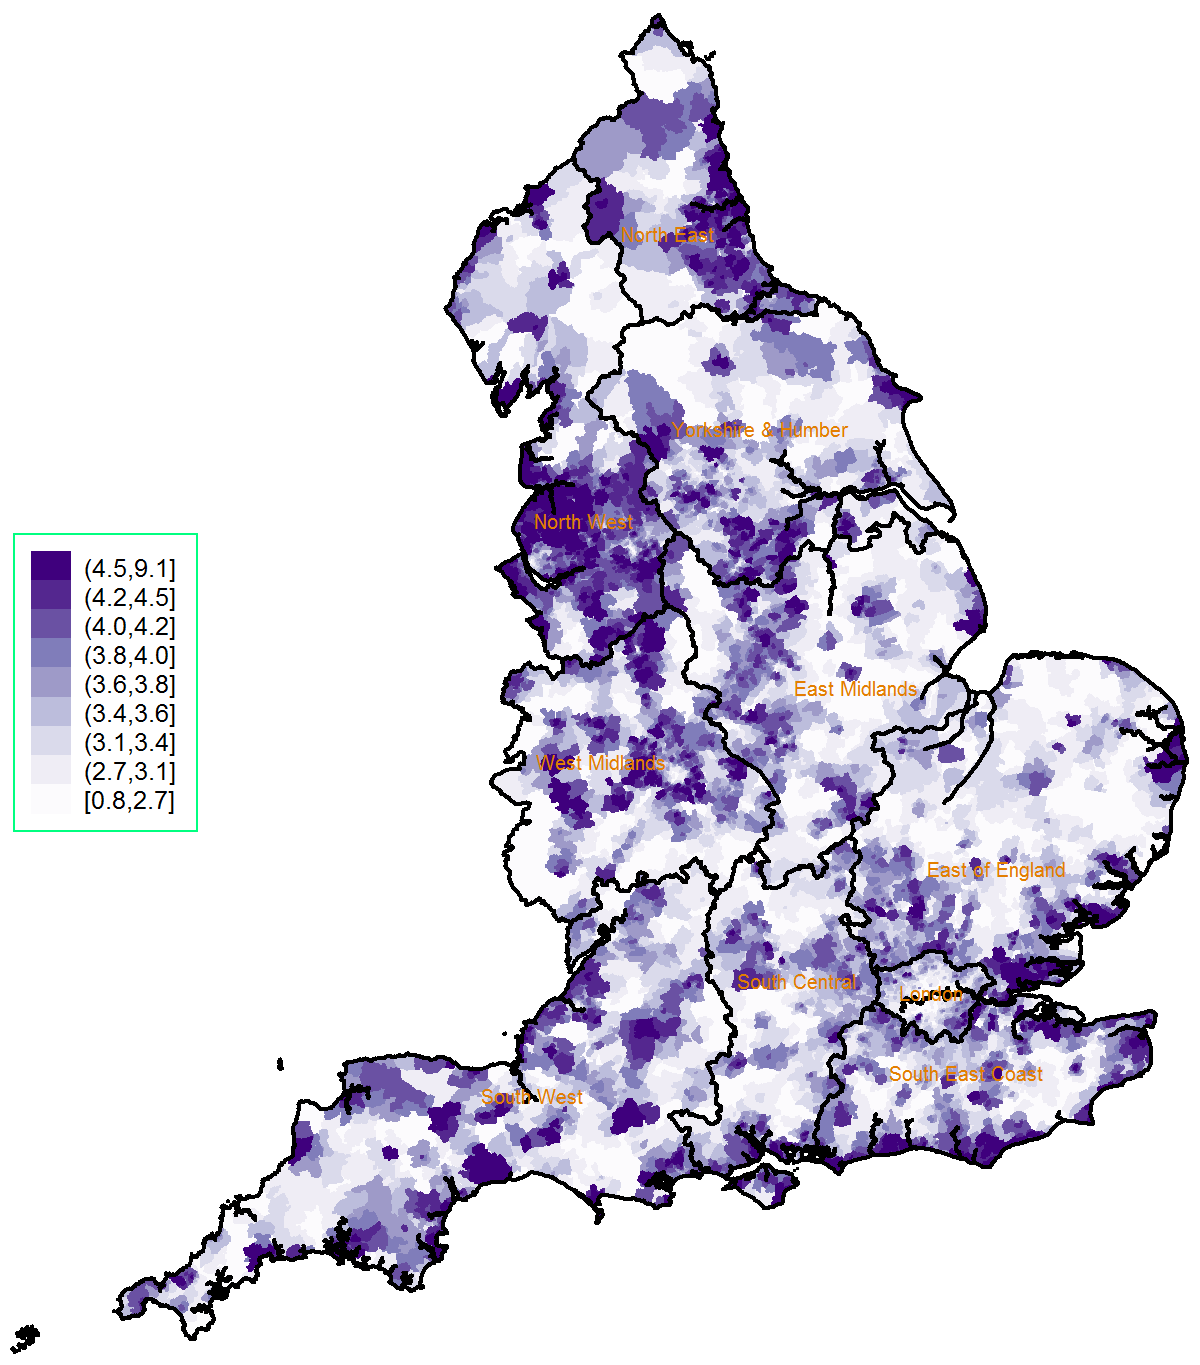 North East
Yorkshire & Humber
North West
(4.5,9.1]
(4.2,4.5]
(4.0,4.2]
(3.8,4.0]
(3.6,3.8]
(3.4,3.6]
(3.1,3.4]
(2.7,3.1]
[0.8,2.7]
East Midlands
West Midlands
East of England
South Central
London
South East Coast
South West